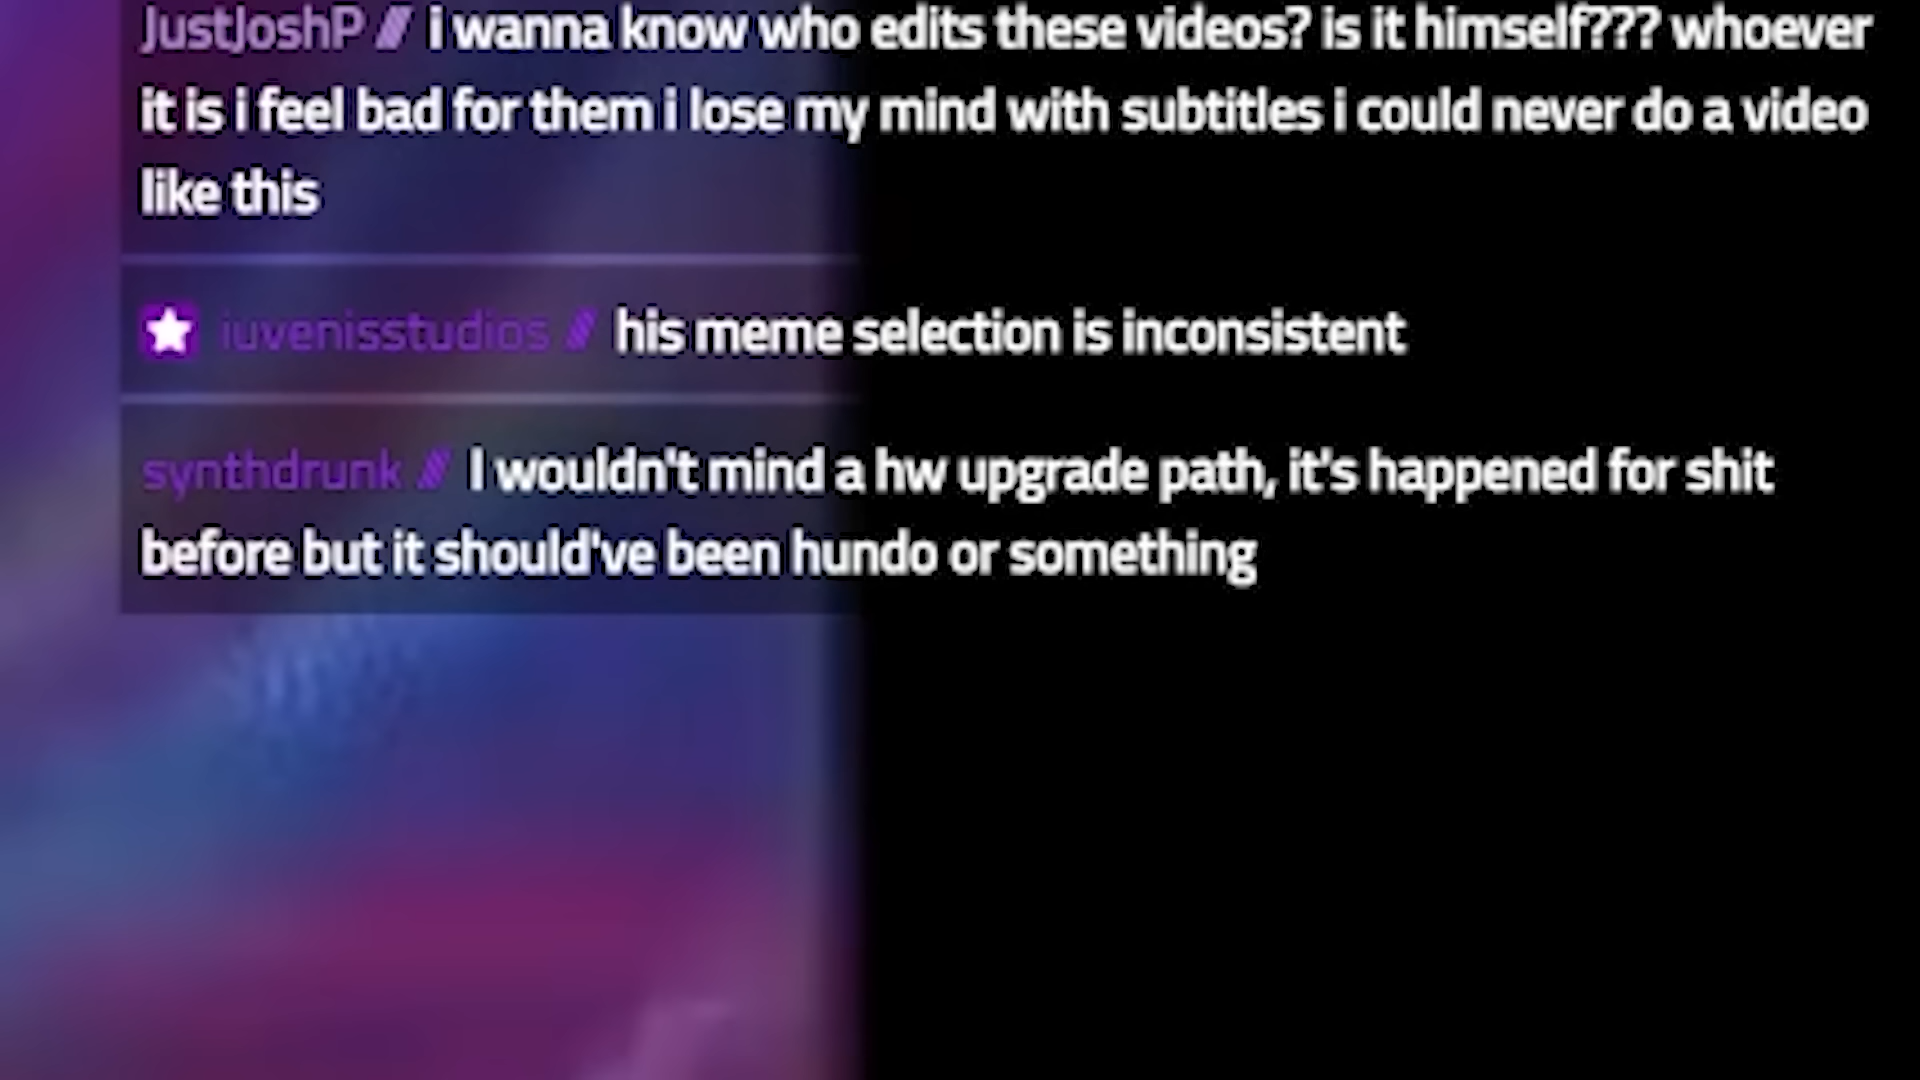 JustJoshP // i wanna know who edits these videos? is it himself??? whoever
it is i feel bad for them i lose my mind with subtitles i could never do a video
like this
iuvenisstudios // his meme selection is inconsistent
synthdrunk // I wouldn't mind a hw upgrade path, it's happened for shit
before but it should've been hundo or something